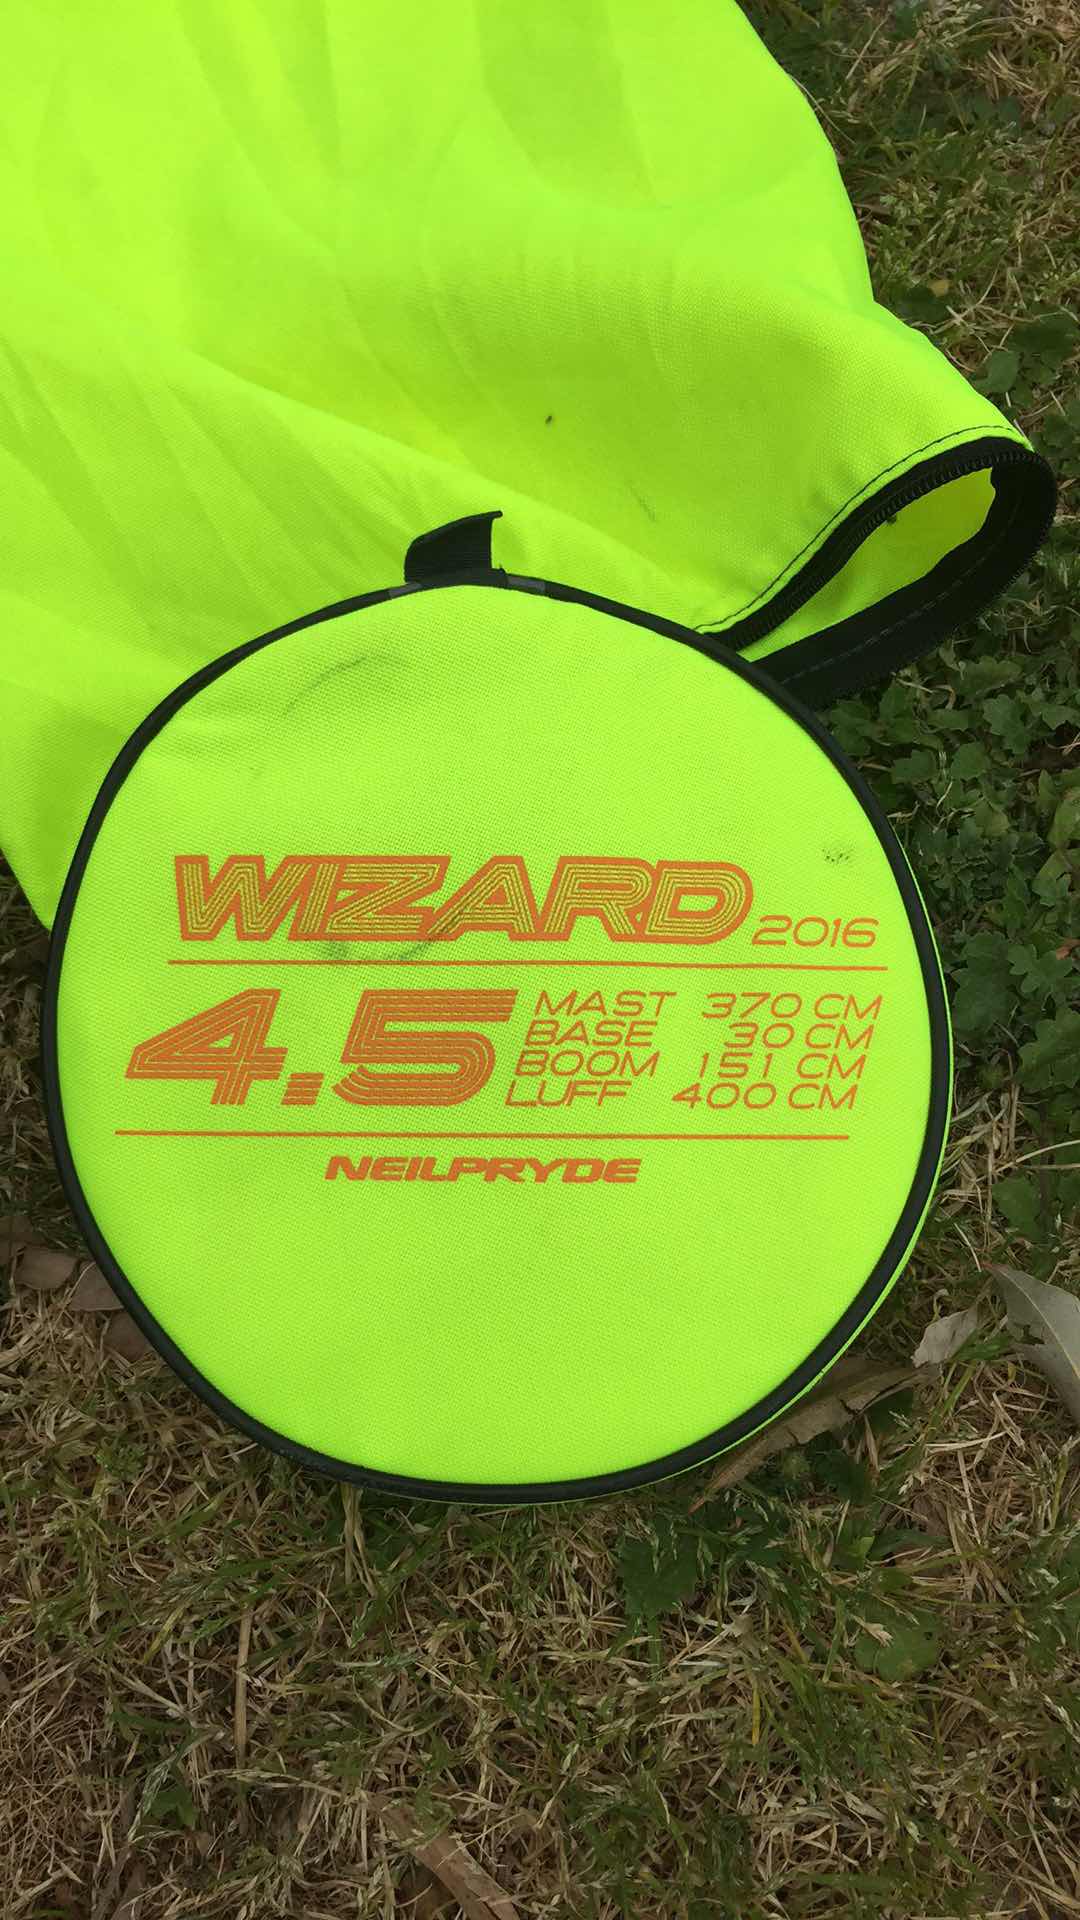 WIZARD 2016
4.5
MAST 370 CM
BASE 30 CM
BOOM 151 CM
LUFF 400 CM
NEILPRYDE